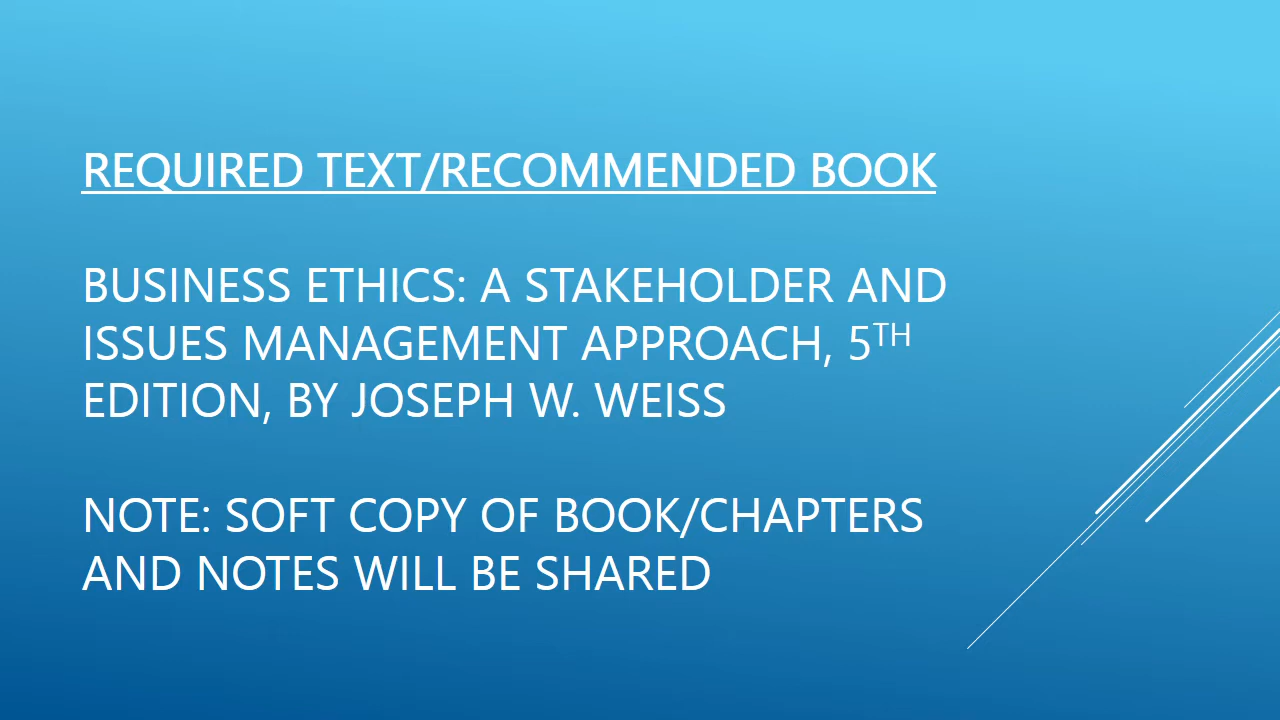 REQUIRED TEXT/RECOMMENDED BOOK
BUSINESS ETHICS: A STAKEHOLDER AND
ISSUES MANAGEMENT APPROACH, 5TH
EDITION, BY JOSEPH W. WEISS
NOTE: SOFT COPY OF BOOK/CHAPTERS
AND NOTES WILL BE SHARED